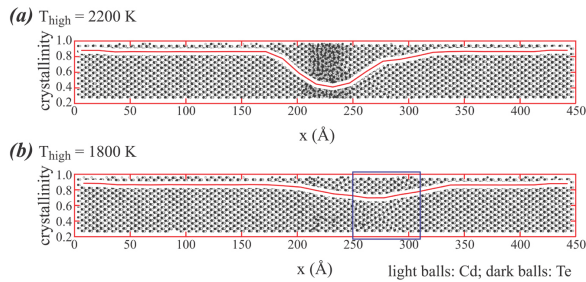 (a) T_high = 2200 K
crystallinity
1.0
0.8
0.6
0.4
0.2
0 50 100 150 200 250 300 350 400 450
x (Å)
(b) T_high = 1800 K
crystallinity
1.0
0.8
0.6
0.4
0.2
0 50 100 150 200 250 300 350 400 450
x (Å)
light balls: Cd; dark balls: Te